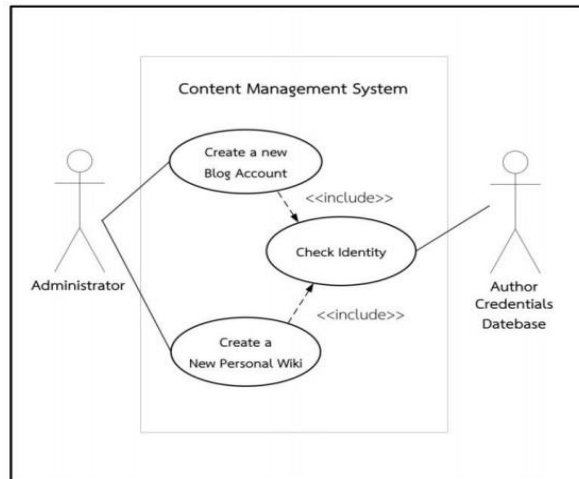 Content Management System
Create a new
Blog Account
<<include>>
Check Identity
Administrator
Author
Credentials
Datebase
<<include>>
Create a
New Personal Wiki